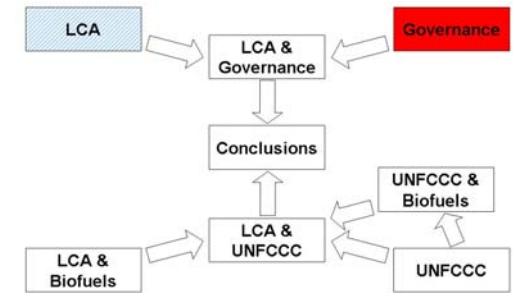 LCA
Governance
LCA &
Governance
Conclusions
UNFCCC &
Biofuels
LCA &
UNFCCC
LCA &
Biofuels
UNFCCC